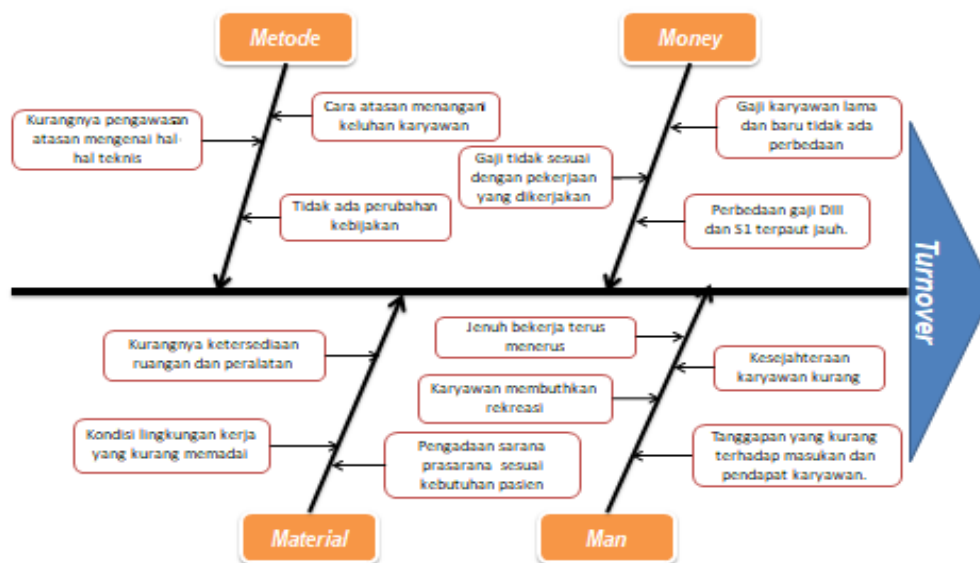 Metode
Money
Kurangnya pengawasan
atasan mengenai hal-
hal teknis
Cara atasan menangani
keluhan karyawan
Tidak ada perubahan
kebijakan
Gaji karyawan lama
dan baru tidak ada
perbedaan
Gaji tidak sesuai
dengan pekerjaan
yang dikerjakan
Perbedaan gaji DIII
dan S1 terpaut jauh.
Turnover
Kurangnya ketersediaan
ruangan dan peralatan
Kondisi lingkungan kerja
yang kurang memadai
Pengadaan sarana
prasarana sesuai
kebutuhan pasien
Jenuh bekerja terus
menerus
Karyawan membuthkan
rekreasi
Kesejahteraan
karyawan kurang
Tanggapan yang kurang
terhadap masukan dan
pendapat karyawan.
Material
Man